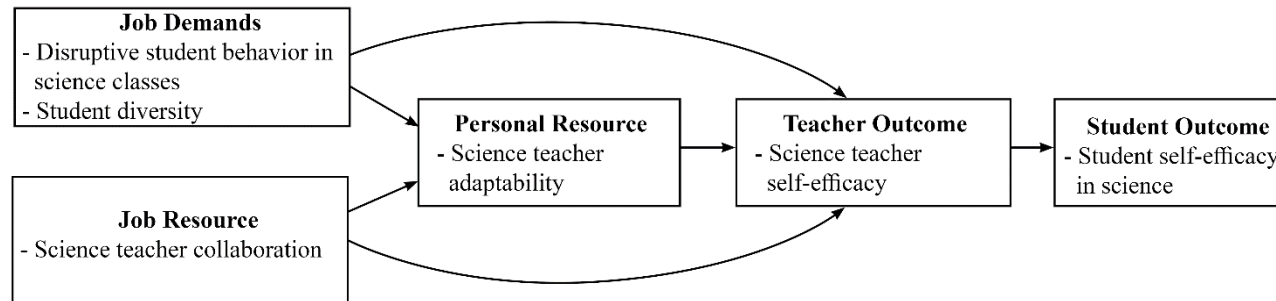 Job Demands
- Disruptive student behavior in
science classes
- Student diversity
Job Resource
- Science teacher collaboration
Personal Resource
- Science teacher
adaptability
Teacher Outcome
- Science teacher
self-efficacy
Student Outcome
- Student self-efficacy
in science